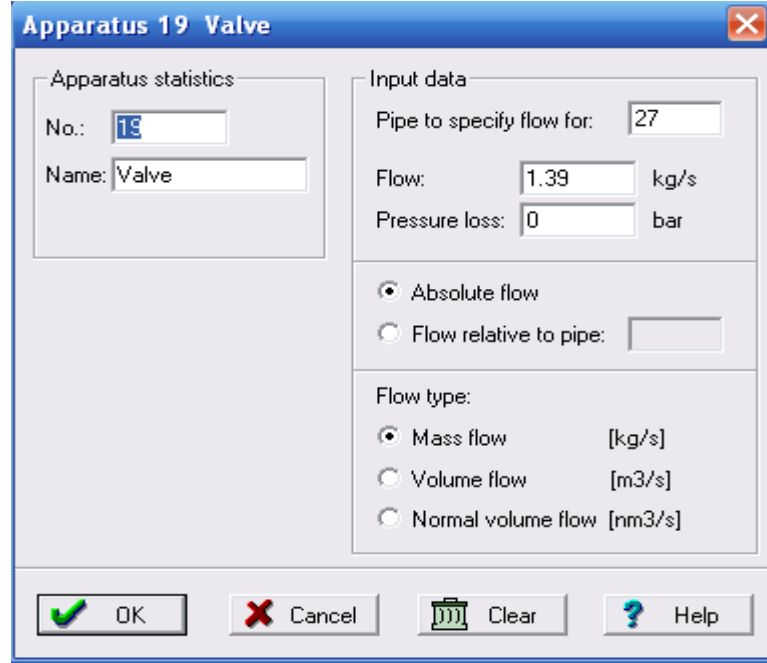 Apparatus 19 Valve
Apparatus statistics
No.: 19
Name: Valve
Input data
Pipe to specify flow for: 27
Flow: 1.39 kg/s
Pressure loss: 0 bar
Absolute flow
Flow relative to pipe:
Flow type:
Mass flow [kg/s]
Volume flow [m3/s]
Normal volume flow [nm3/s]
OK Cancel Clear Help